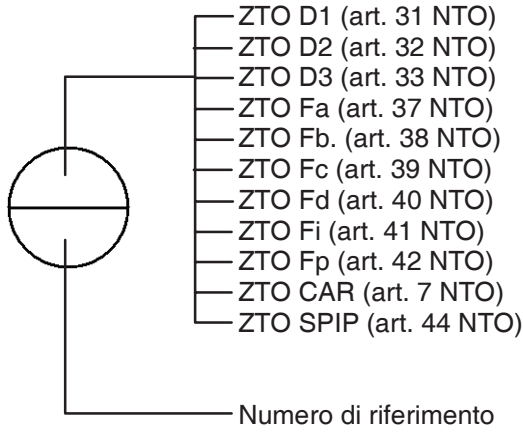 ZTO D1 (art. 31 NTO)
ZTO D2 (art. 32 NTO)
ZTO D3 (art. 33 NTO)
ZTO Fa (art. 37 NTO)
ZTO Fb. (art. 38 NTO)
ZTO Fc (art. 39 NTO)
ZTO Fd (art. 40 NTO)
ZTO Fi (art. 41 NTO)
ZTO Fp (art. 42 NTO)
ZTO CAR (art. 7 NTO)
ZTO SPIP (art. 44 NTO)
Numero di riferimento